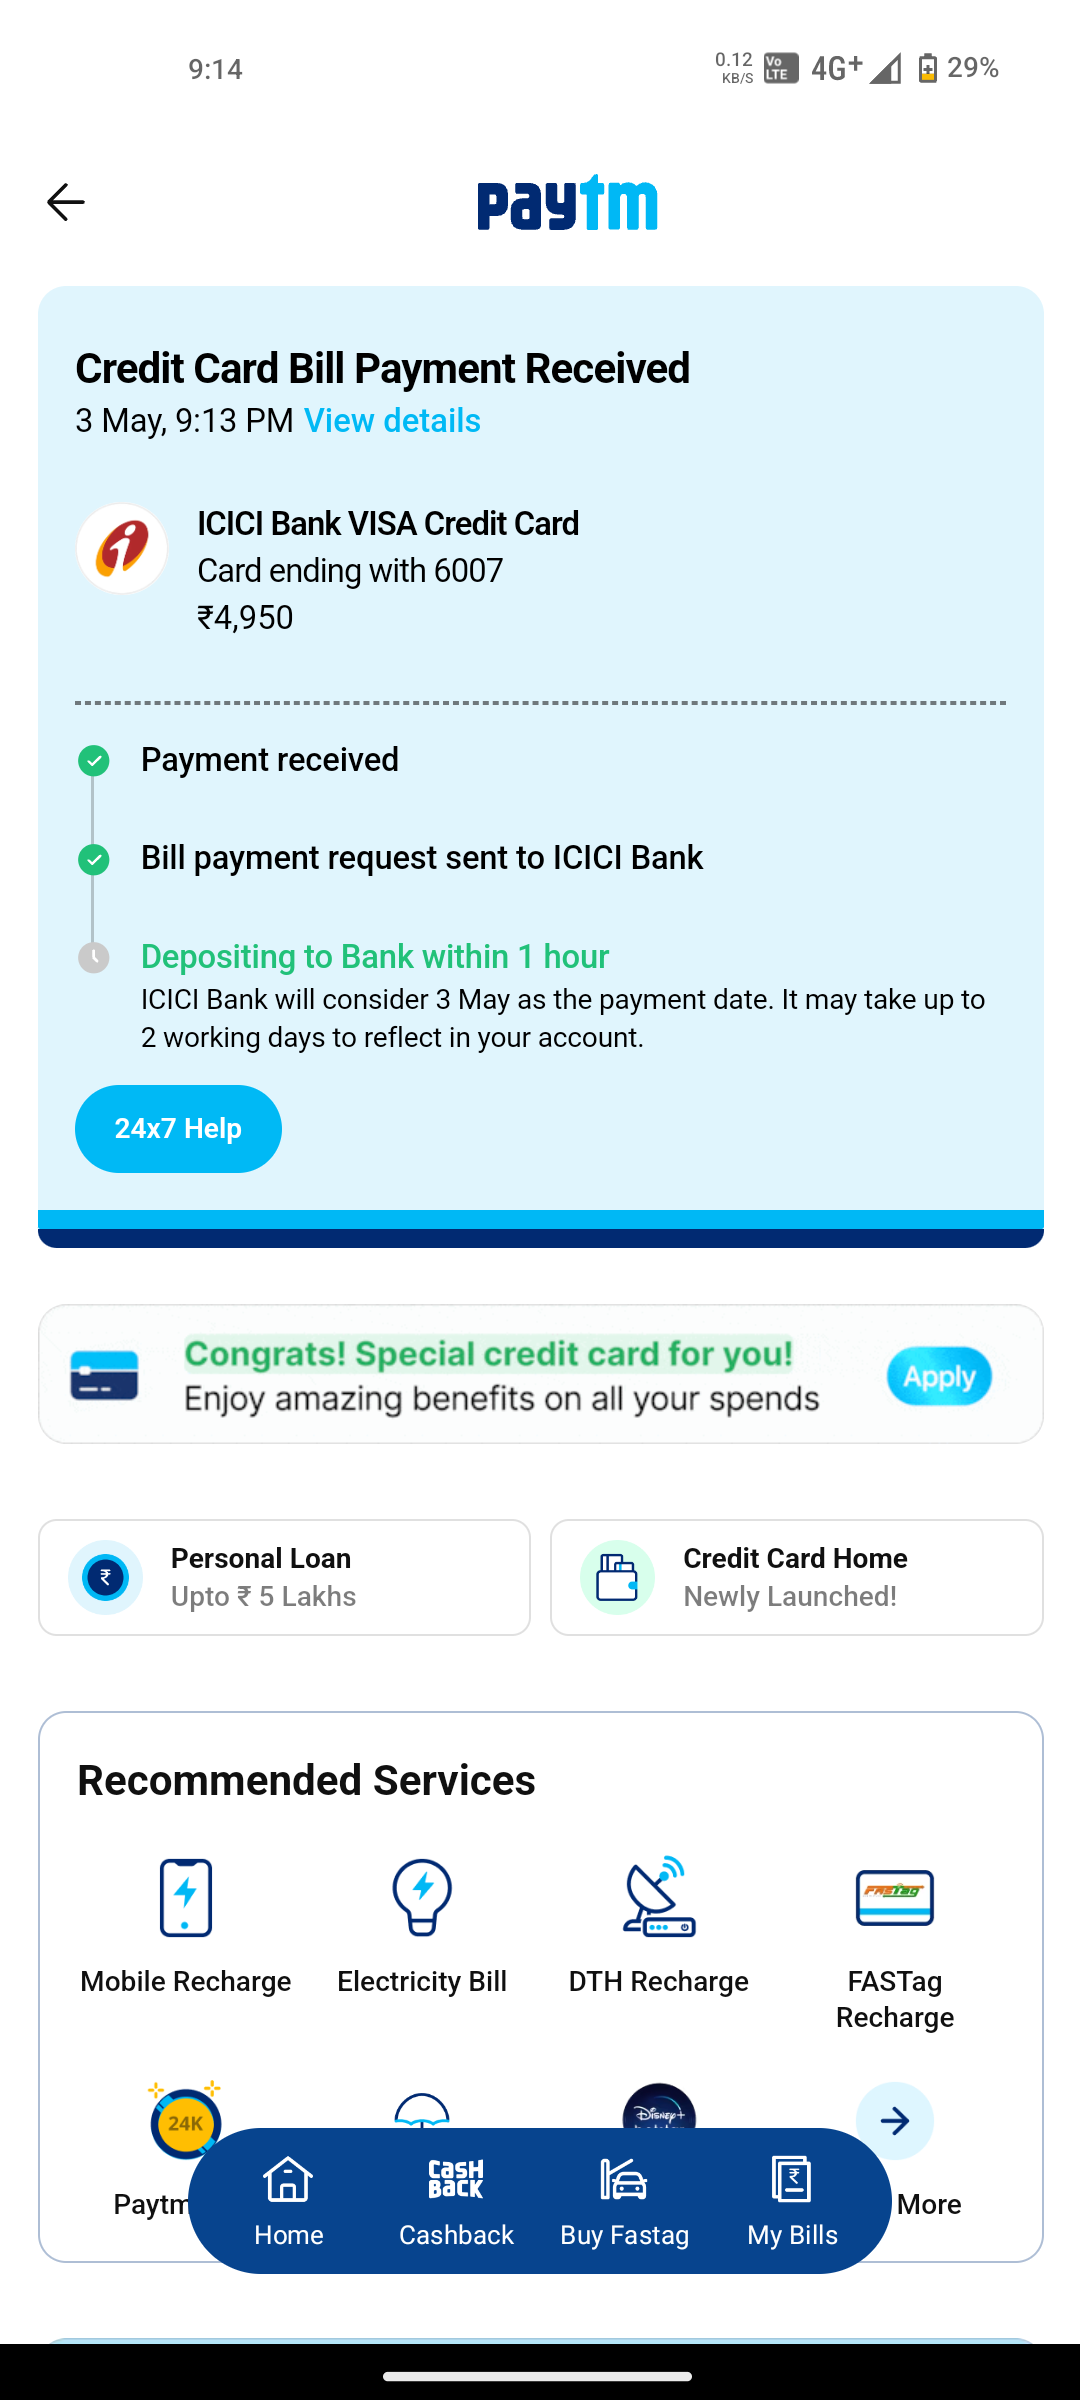 9:14
0.12 KB/S Vo LTE 4G+ 29%
paytm
Credit Card Bill Payment Received
3 May, 9:13 PM View details
ICICI Bank VISA Credit Card
Card ending with 6007
₹4,950
Payment received
Bill payment request sent to ICICI Bank
Depositing to Bank within 1 hour
ICICI Bank will consider 3 May as the payment date. It may take up to
2 working days to reflect in your account.
24x7 Help
Congrats! Special credit card for you!
Enjoy amazing benefits on all your spends
Apply
Personal Loan
Upto ₹ 5 Lakhs
Credit Card Home
Newly Launched!
Recommended Services
Mobile Recharge
Electricity Bill
DTH Recharge
FASTag
FASTag
Recharge
24K
Disney+
Paytm
More
CASH
BACK
Home
Cashback
Buy Fastag
My Bills